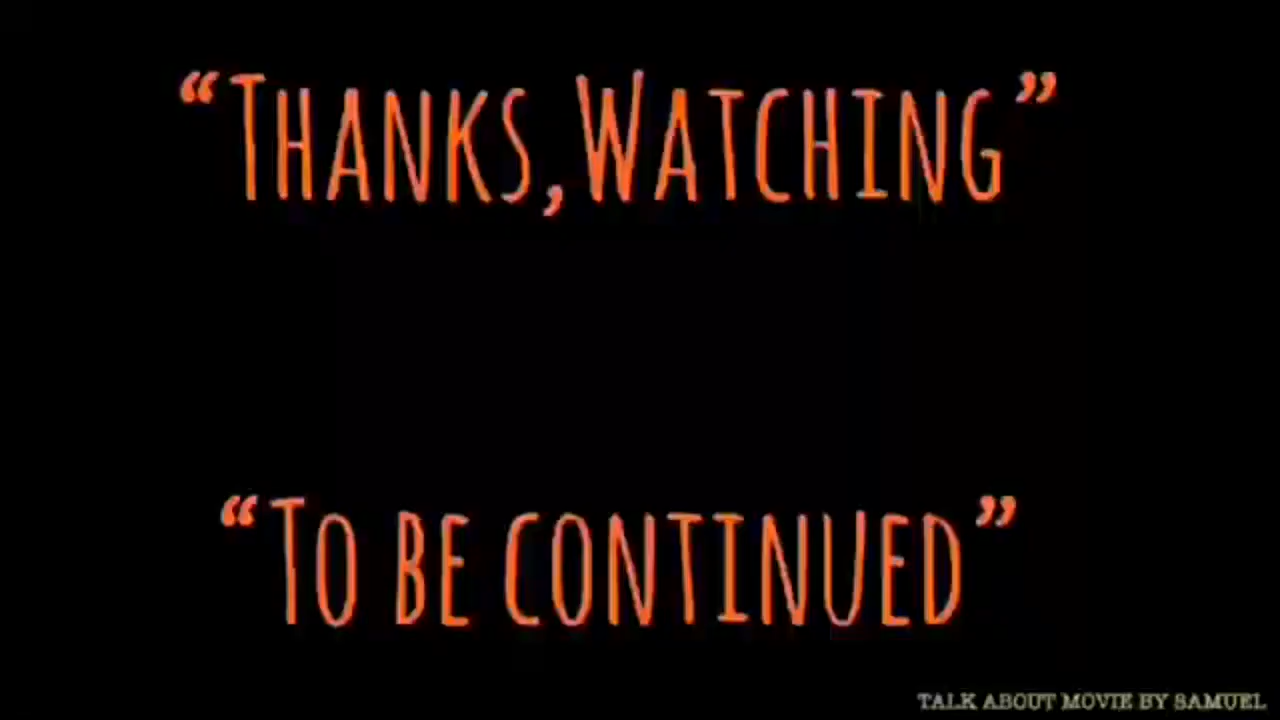 “THANKS,WATCHING”
“TO BE CONTINUED”
TALK ABOUT MOVIE BY SAMUEL